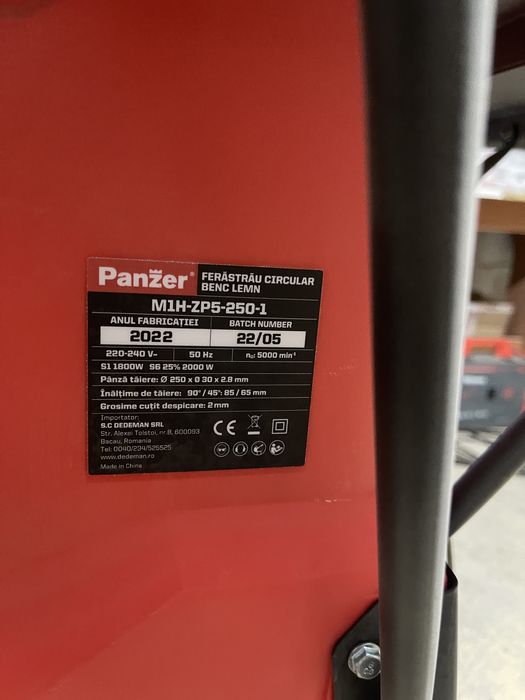 Panzer
FERĂSTRĂU CIRCULAR
BENC LEMN
M1H-ZP5-250-1
ANUL FABRICAȚIEI BATCH NUMBER
2022 22/05
220-240 V~ 50 Hz n₀: 5000 min⁻¹
S1 1800W S6 25% 2000 W
Pânză tăiere: Ø 250 x Ø 30 x 2.8 mm
Înălțime de tăiere: 90° / 45°: 85 / 65 mm
Grosime cuțit despicare: 2 mm
Importator:
S.C DEDEMAN SRL
Str. Alexei Tolstoi, nr.8, 600093
Bacau, Romania
Tel: 0040/234/525525
www.dedeman.ro
Made in China
CE